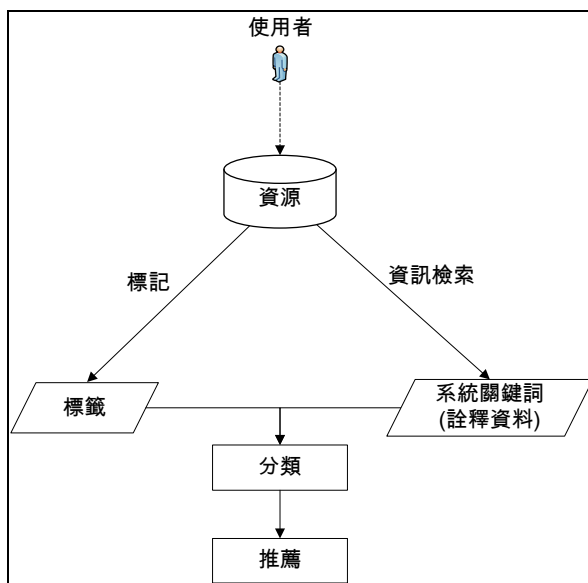 使用者
資源
標記
資訊檢索
標籤
系統關鍵詞
(詮釋資料)
分類
推薦